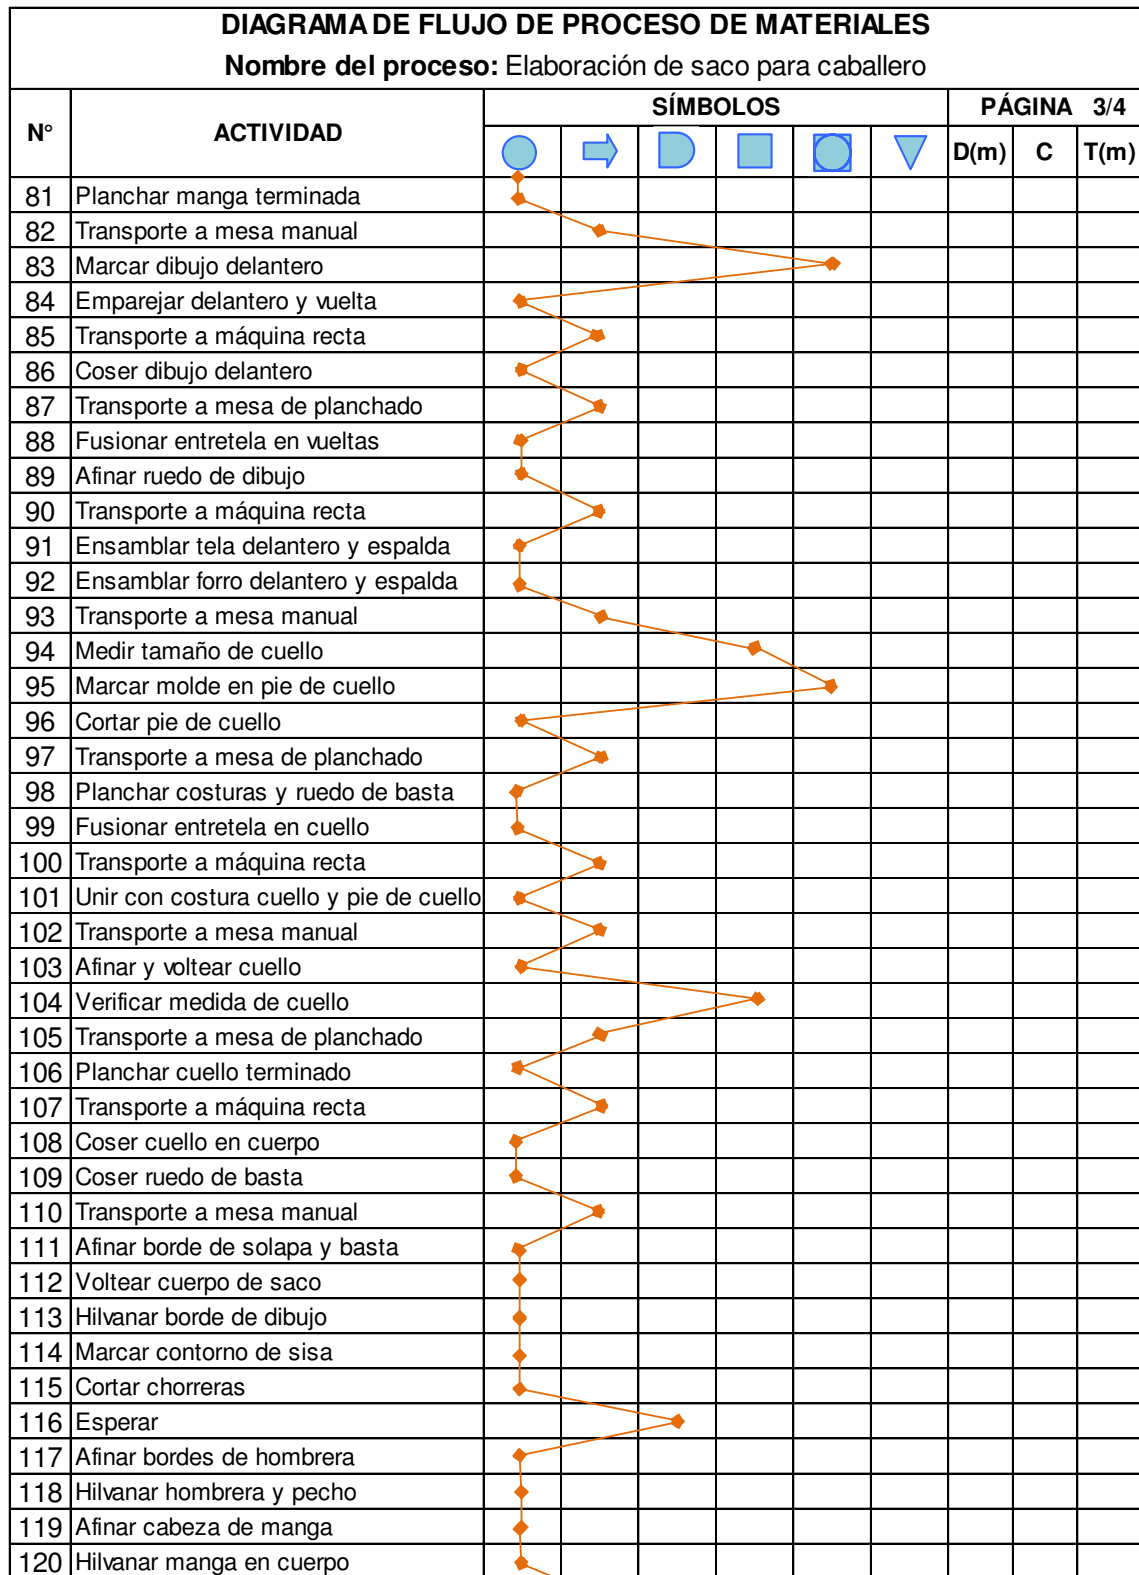 DIAGRAMA DE FLUJO DE PROCESO DE MATERIALES
Nombre del proceso: Elaboración de saco para caballero
N° ACTIVIDAD SÍMBOLOS PÁGINA 3/4
D(m) C T(m)
81 Planchar manga terminada
82 Transporte a mesa manual
83 Marcar dibujo delantero
84 Emparejar delantero y vuelta
85 Transporte a máquina recta
86 Coser dibujo delantero
87 Transporte a mesa de planchado
88 Fusionar entretela en vueltas
89 Afinar ruedo de dibujo
90 Transporte a máquina recta
91 Ensamblar tela delantero y espalda
92 Ensamblar forro delantero y espalda
93 Transporte a mesa manual
94 Medir tamaño de cuello
95 Marcar molde en pie de cuello
96 Cortar pie de cuello
97 Transporte a mesa de planchado
98 Planchar costuras y ruedo de basta
99 Fusionar entretela en cuello
100 Transporte a máquina recta
101 Unir con costura cuello y pie de cuello
102 Transporte a mesa manual
103 Afinar y voltear cuello
104 Verificar medida de cuello
105 Transporte a mesa de planchado
106 Planchar cuello terminado
107 Transporte a máquina recta
108 Coser cuello en cuerpo
109 Coser ruedo de basta
110 Transporte a mesa manual
111 Afinar borde de solapa y basta
112 Voltear cuerpo de saco
113 Hilvanar borde de dibujo
114 Marcar contorno de sisa
115 Cortar chorreras
116 Esperar
117 Afinar bordes de hombrera
118 Hilvanar hombrera y pecho
119 Afinar cabeza de manga
120 Hilvanar manga en cuerpo